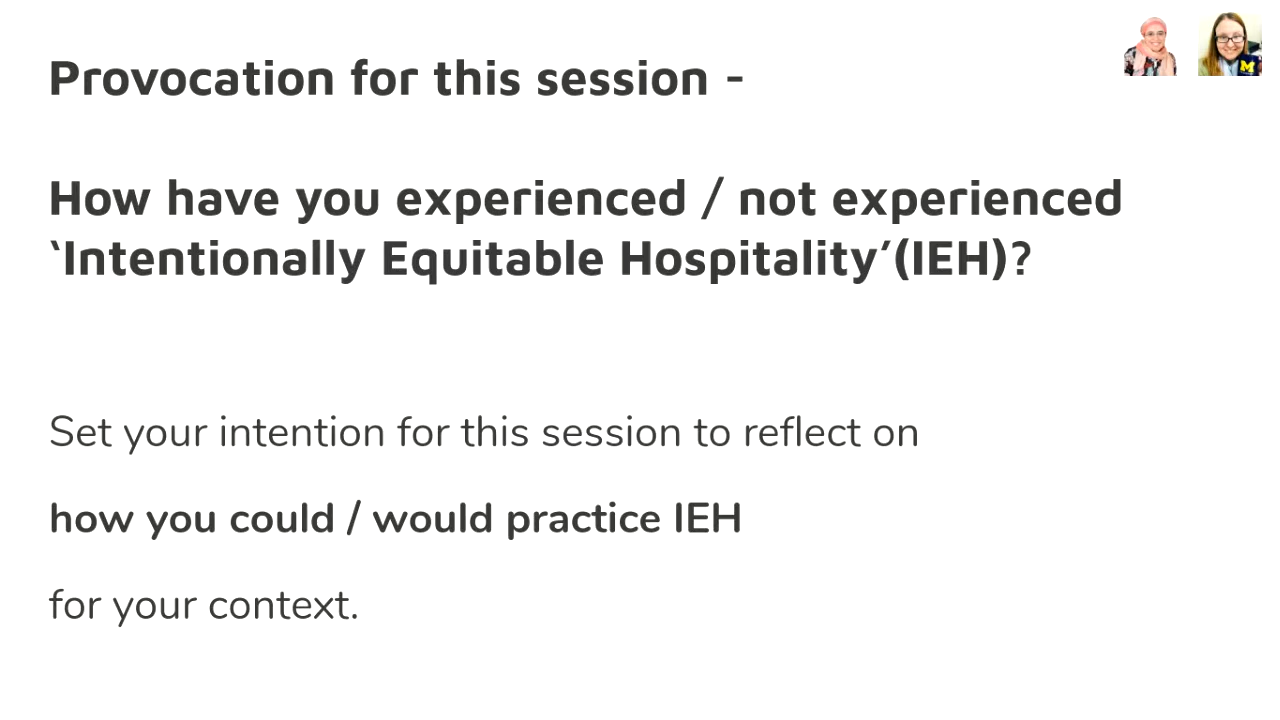 Provocation for this session -
How have you experienced / not experienced
‘Intentionally Equitable Hospitality’(IEH)?
Set your intention for this session to reflect on
how you could / would practice IEH
for your context.
M